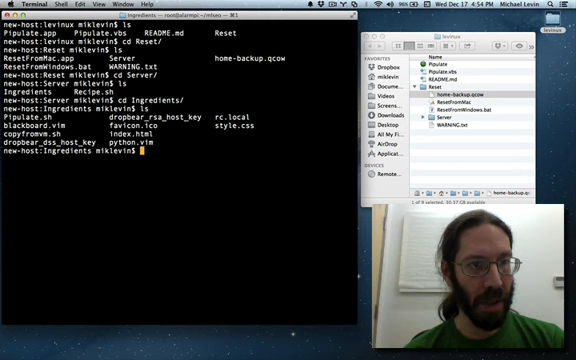 Terminal Shell Edit View Window Help
96% Wed Dec 17 4:54 PM Michael Levin
Ingredients — root@alarmpi: ~/mlseo — ⌘1
new-host:levinux miklevin$ ls
Pipulate.app Pipulate.vbs README.md Reset
new-host:levinux miklevin$ cd Reset/
new-host:Reset miklevin$ ls
ResetFromMac.app Server home-backup.qcow
ResetFromWindows.bat WARNING.txt
new-host:Reset miklevin$ cd Server/
new-host:Server miklevin$ ls
Ingredients Recipe.sh
new-host:Server miklevin$ cd Ingredients/
new-host:Ingredients miklevin$ ls
Pipulate.sh dropbear_rsa_host_key rc.local
blackboard.vim favicon.ico style.css
copyfromvm.sh index.html
dropbear_dss_host_key python.vim
new-host:Ingredients miklevin$
levinux
levinux
FAVORITES
Dropbox
miklevin
Docume...
Videos
Screens...
Downloads
Desktop
AirDrop
Applicat...
DEVICES
Remote...
Name
Pipulate
Pipulate.vbs
README.md
Reset
home-backup.qcow
ResetFromMac
ResetFromWindows.bat
Server
WARNING.txt
home-backup.qcow
1 of 9 selected, 30.37 GB available